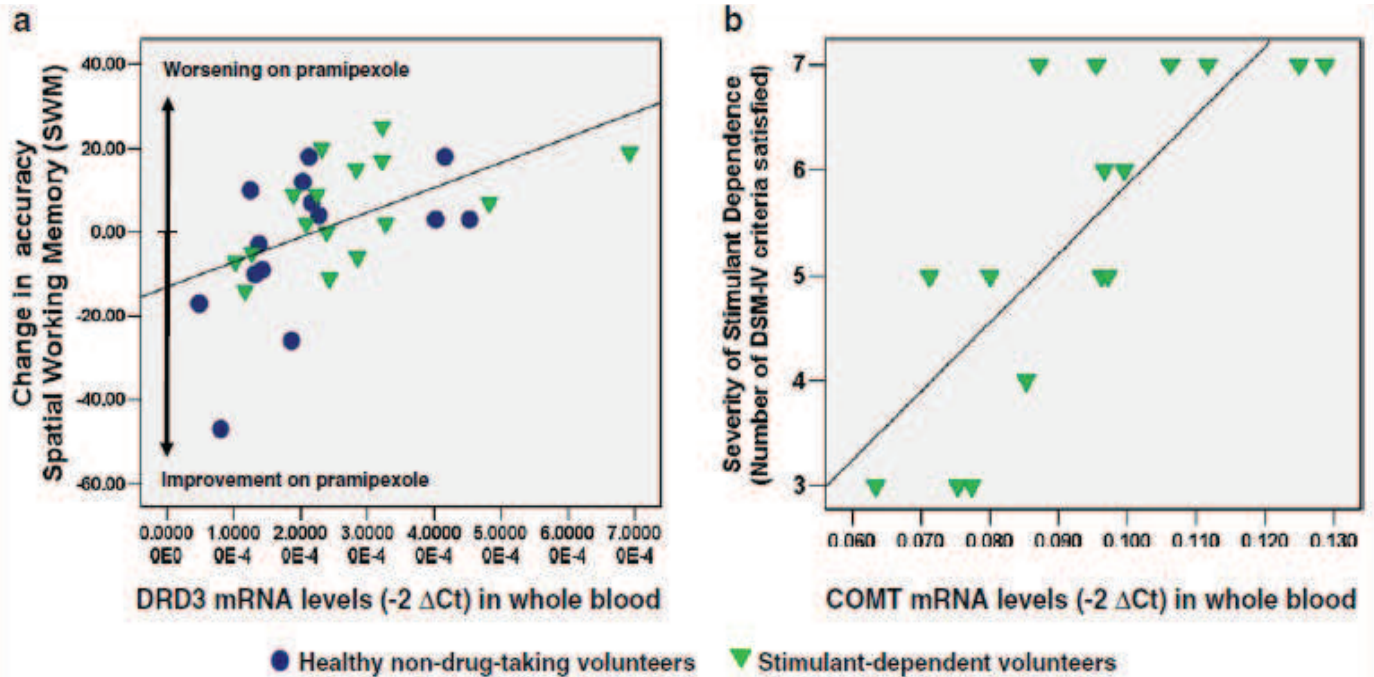 a
Change in accuracy
Spatial Working Memory (SWM)
40.00
20.00
0.00
-20.00
-40.00
-60.00
Worsening on pramipexole
Improvement on pramipexole
0.0000 1.0000 2.0000 3.0000 4.0000 5.0000 6.0000 7.0000
0E0 0E-4 0E-4 0E-4 0E-4 0E-4 0E-4 0E-4
DRD3 mRNA levels (-2 ΔCt) in whole blood
b
Severity of Stimulant Dependence
(Number of DSM-IV criteria satisfied)
7
6
5
4
3
0.060 0.070 0.080 0.090 0.100 0.110 0.120 0.130
COMT mRNA levels (-2 ΔCt) in whole blood
Healthy non-drug-taking volunteers
Stimulant-dependent volunteers